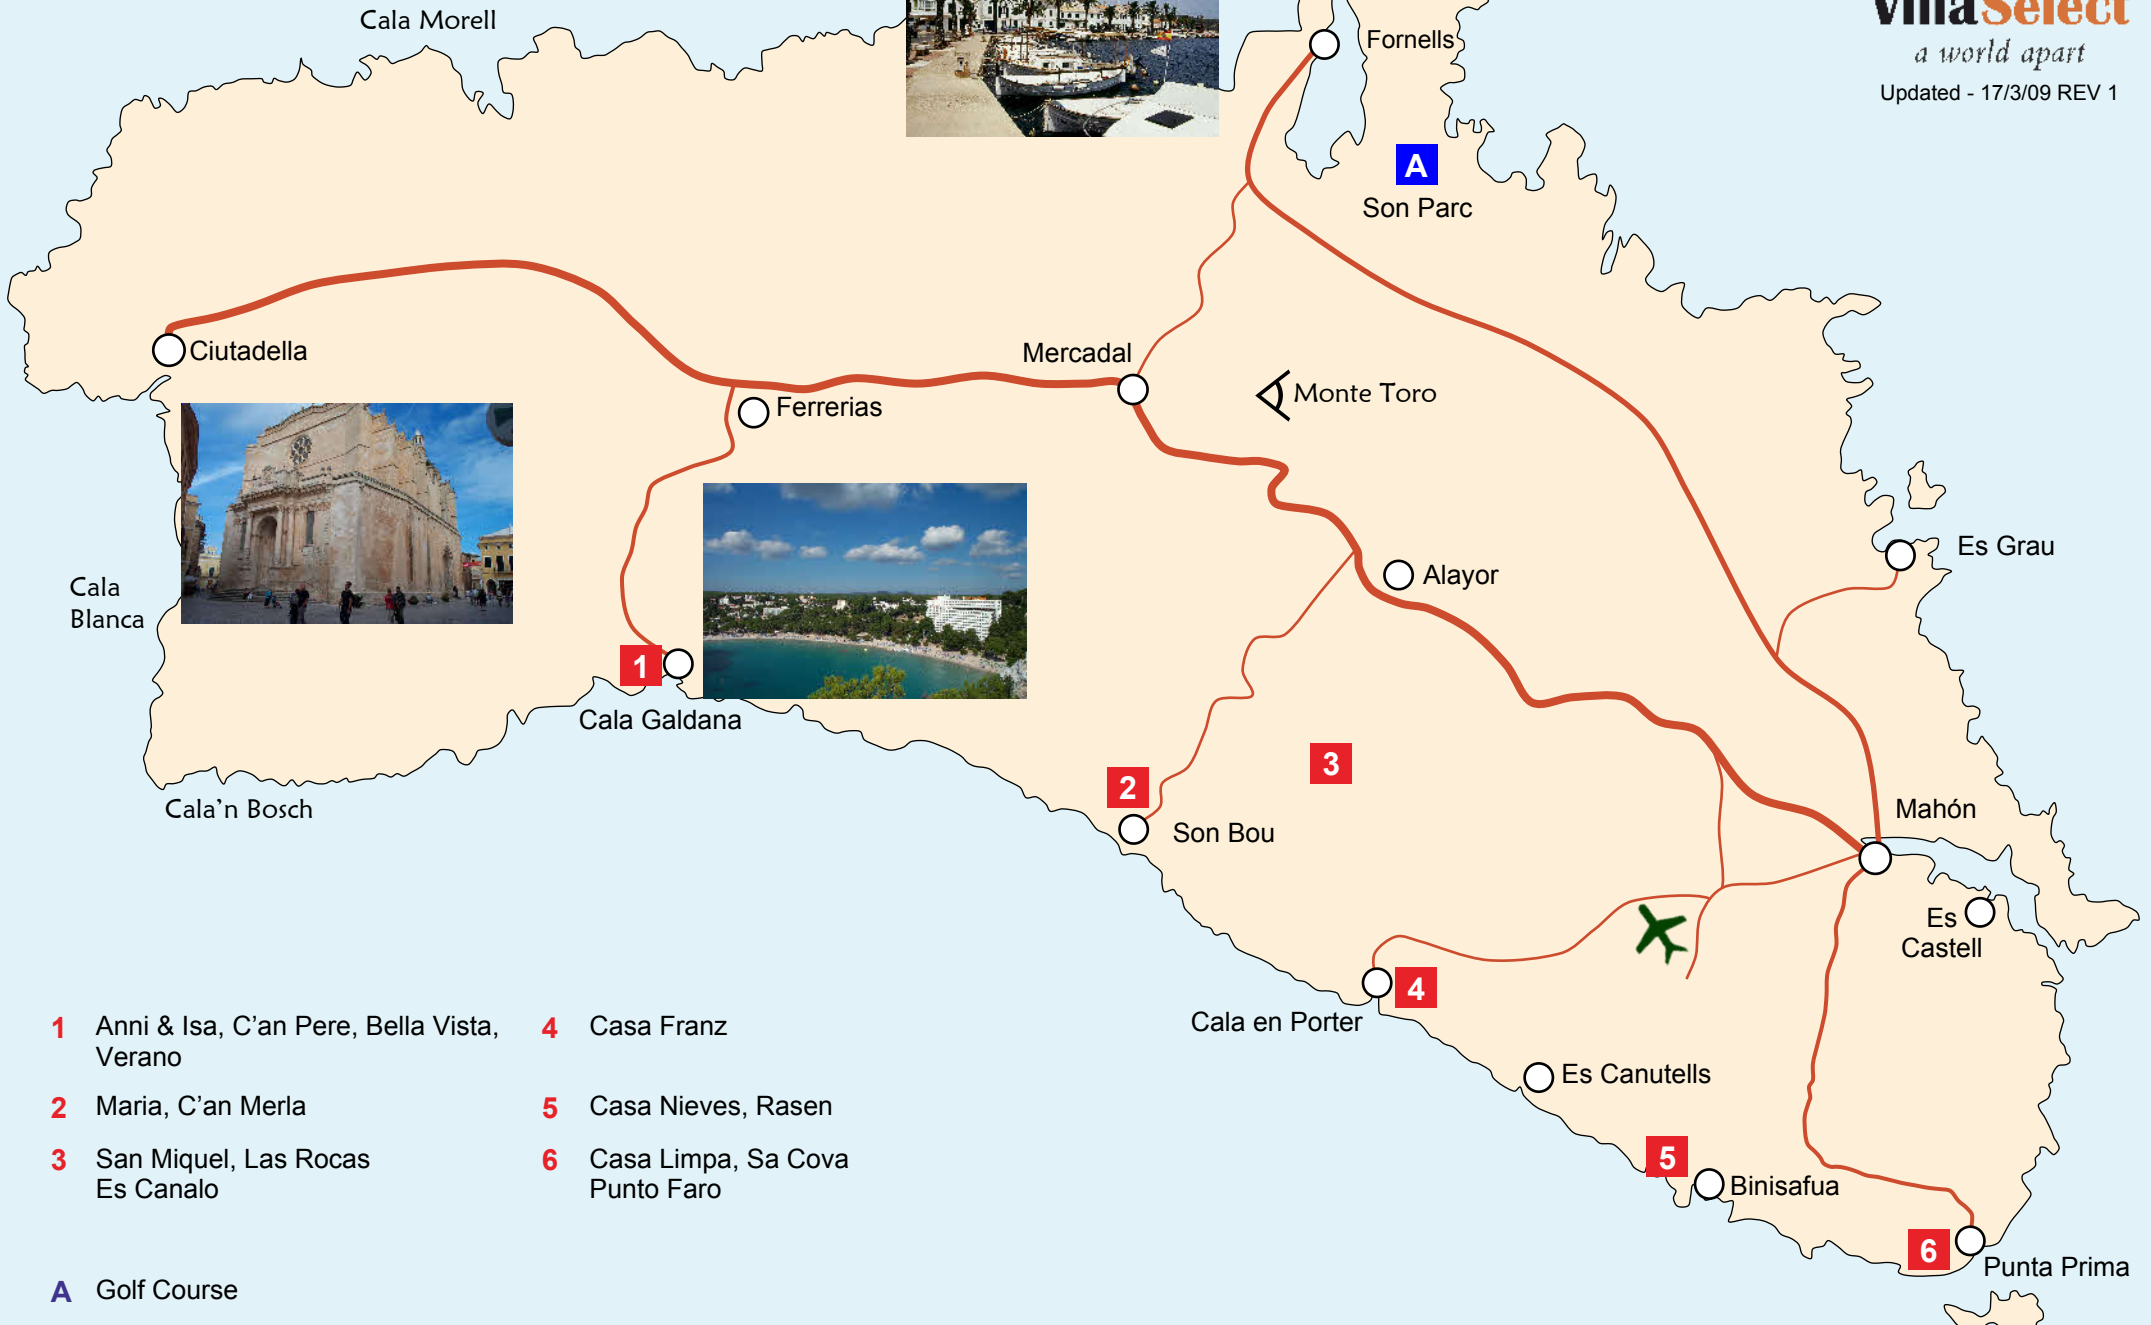 Cala Morell
Fornells
VillaSelect
a world apart
Updated - 17/3/09 REV 1
A
Son Parc
Ciutadella
Mercadal
Monte Toro
Ferrerias
Es Grau
Alayor
Cala
Blanca
1
Cala Galdana
3
2
Cala'n Bosch
Son Bou
Mahón
Es
Castell
4
Cala en Porter
Es Canutells
5
Binisafua
6
Punta Prima
1 Anni & Isa, C’an Pere, Bella Vista,
Verano
2 Maria, C’an Merla
3 San Miquel, Las Rocas
Es Canalo
4 Casa Franz
5 Casa Nieves, Rasen
6 Casa Limpa, Sa Cova
Punto Faro
A Golf Course